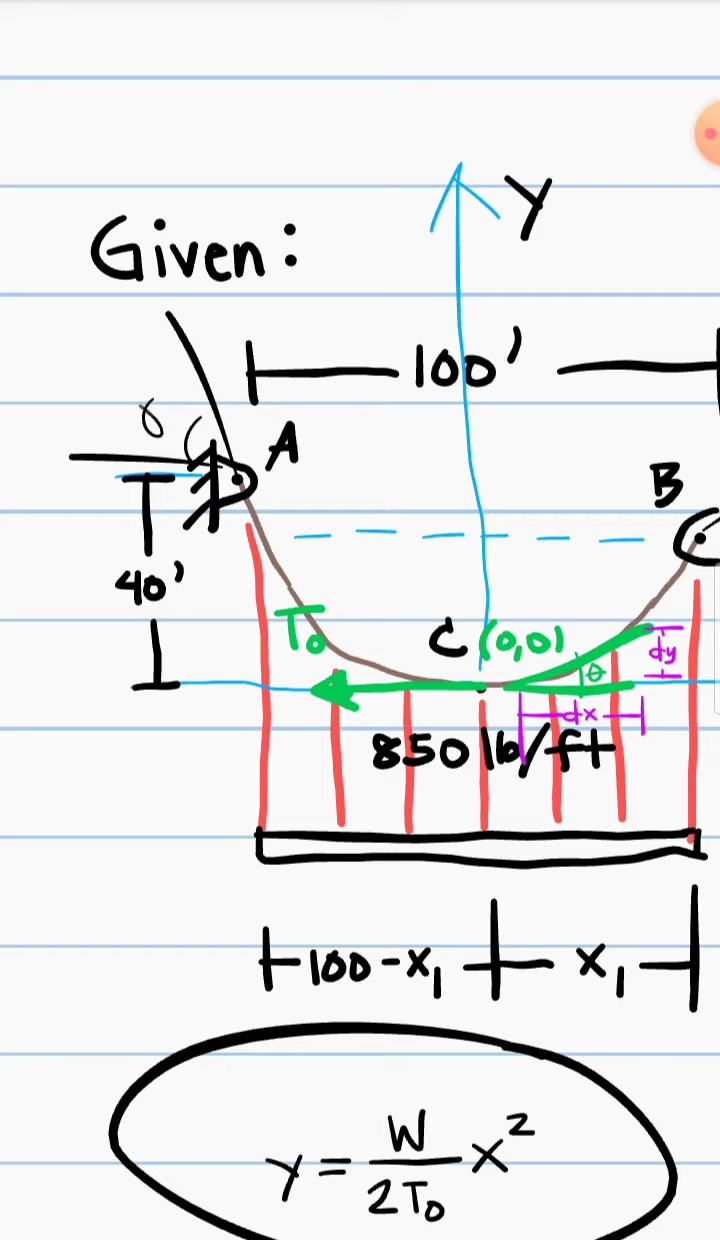 Y
Given:
100'
A
B
40'
T₀
C (0,0)
dy
θ
dx
850 lb/ft
100-x₁
x₁
y = W/2T₀ x²